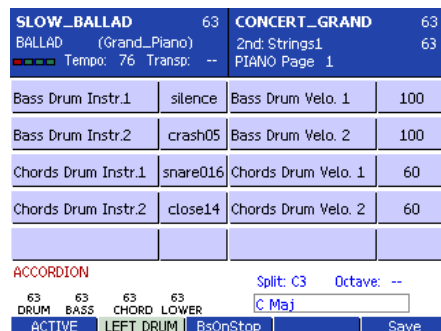 SLOW_BALLAD 63 CONCERT_GRAND 63
BALLAD (Grand_Piano) 2nd: Strings1 63
Tempo: 76 Transp: -- PIANO Page 1
Bass Drum Instr.1 silence Bass Drum Velo. 1 100
Bass Drum Instr.2 crash05 Bass Drum Velo. 2 100
Chords Drum Instr.1 snare016 Chords Drum Velo. 1 60
Chords Drum Instr.2 close14 Chords Drum Velo. 2 60
ACCORDION
Split: C3 Octave: --
63 63 63 63
DRUM BASS CHORD LOWER
C Maj
ACTIVE LEFT DRUM BsOnStop Save